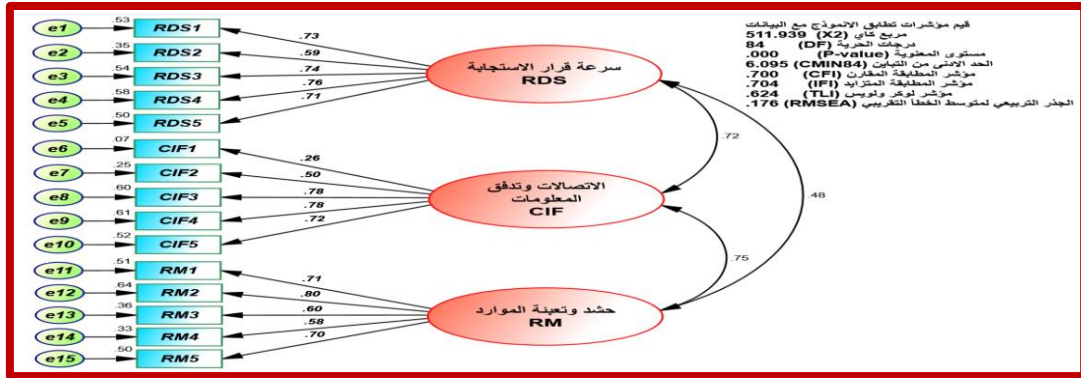 قيم مؤشرات تطابق الانموذج مع البيانات
مربع كاي (X2) 511.939
درجات الحرية (DF) 84
مستوى المعنوية (P-value) .000
الحد الادنى من التباين (CMIN84) 6.095
مؤشر المطابقة المقارن (CFI) .700
مؤشر المطابقة المتزايد (IFI) .704
مؤشر لوكر ولويس (TLI) .624
الجذر التربيعي لمتوسط الخطأ التقريبي (RMSEA) .176
e1 .53 RDS1 .73
e2 .35 RDS2 .59
e3 .54 RDS3 .74
e4 .58 RDS4 .76
e5 .50 RDS5 .71
سرعة قرار الاستجابة
RDS
e6 .07 CIF1 .26
e7 .25 CIF2 .50
e8 .60 CIF3 .78
e9 .61 CIF4 .78
e10 .52 CIF5 .72
الاتصالات وتدفق
المعلومات
CIF
e11 .51 RM1 .71
e12 .64 RM2 .80
e13 .36 RM3 .60
e14 .33 RM4 .58
e15 .50 RM5 .70
حشد وتعبئة الموارد
RM
.72
.48
.75